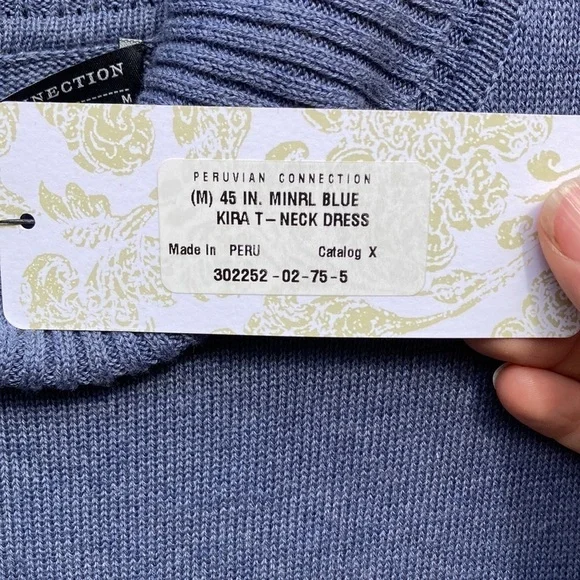 NECTION
M
PERUVIAN CONNECTION
(M) 45 IN. MINRL BLUE
KIRA T-NECK DRESS
Made In PERU Catalog X
302252-02-75-5